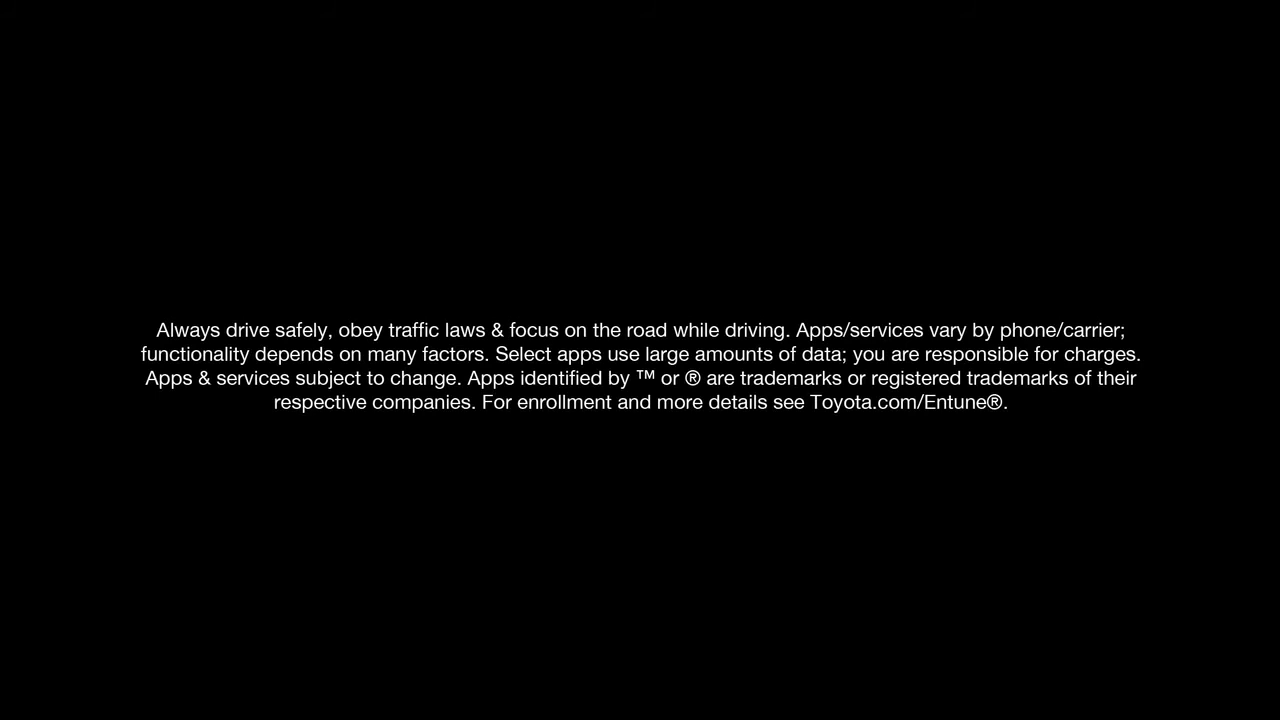 Always drive safely, obey traffic laws & focus on the road while driving. Apps/services vary by phone/carrier;
functionality depends on many factors. Select apps use large amounts of data; you are responsible for charges.
Apps & services subject to change. Apps identified by ™ or ® are trademarks or registered trademarks of their
respective companies. For enrollment and more details see Toyota.com/Entune®.